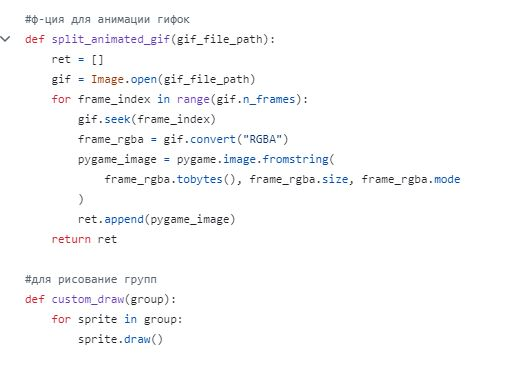 #ф-ция для анимации гифок
def split_animated_gif(gif_file_path):
    ret = []
    gif = Image.open(gif_file_path)
    for frame_index in range(gif.n_frames):
        gif.seek(frame_index)
        frame_rgba = gif.convert("RGBA")
        pygame_image = pygame.image.fromstring(
            frame_rgba.tobytes(), frame_rgba.size, frame_rgba.mode
        )
        ret.append(pygame_image)
    return ret

#для рисование групп
def custom_draw(group):
    for sprite in group:
        sprite.draw()